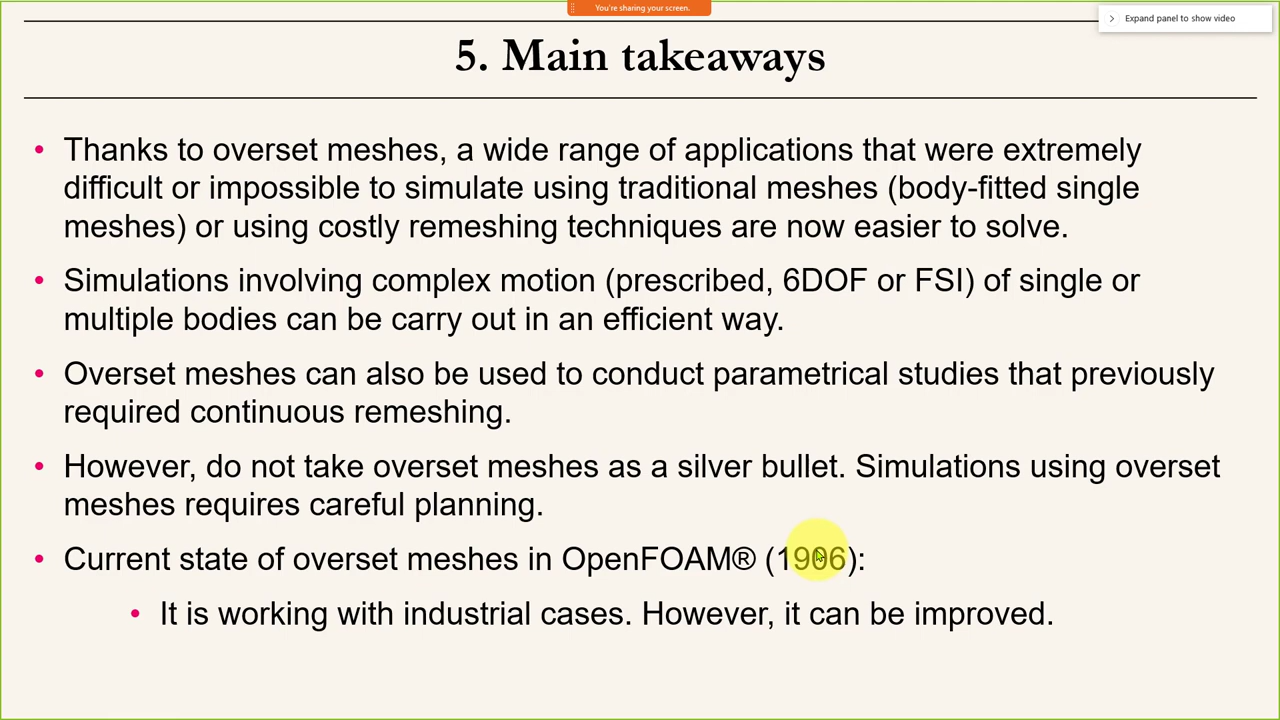 You're sharing your screen.
Expand panel to show video
5. Main takeaways
• Thanks to overset meshes, a wide range of applications that were extremely
difficult or impossible to simulate using traditional meshes (body-fitted single
meshes) or using costly remeshing techniques are now easier to solve.
• Simulations involving complex motion (prescribed, 6DOF or FSI) of single or
multiple bodies can be carry out in an efficient way.
• Overset meshes can also be used to conduct parametrical studies that previously
required continuous remeshing.
• However, do not take overset meshes as a silver bullet. Simulations using overset
meshes requires careful planning.
• Current state of overset meshes in OpenFOAM® (1906):
• It is working with industrial cases. However, it can be improved.